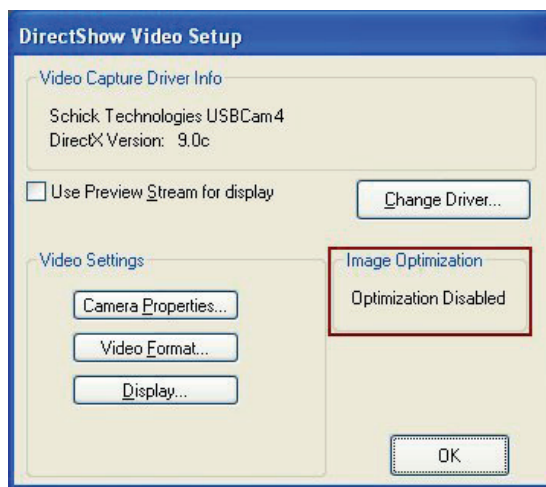 DirectShow Video Setup
Video Capture Driver Info
Schick Technologies USBCam4
DirectX Version: 9.0c
Use Preview Stream for display
Change Driver...
Video Settings
Image Optimization
Optimization Disabled
Camera Properties...
Video Format...
Display...
OK